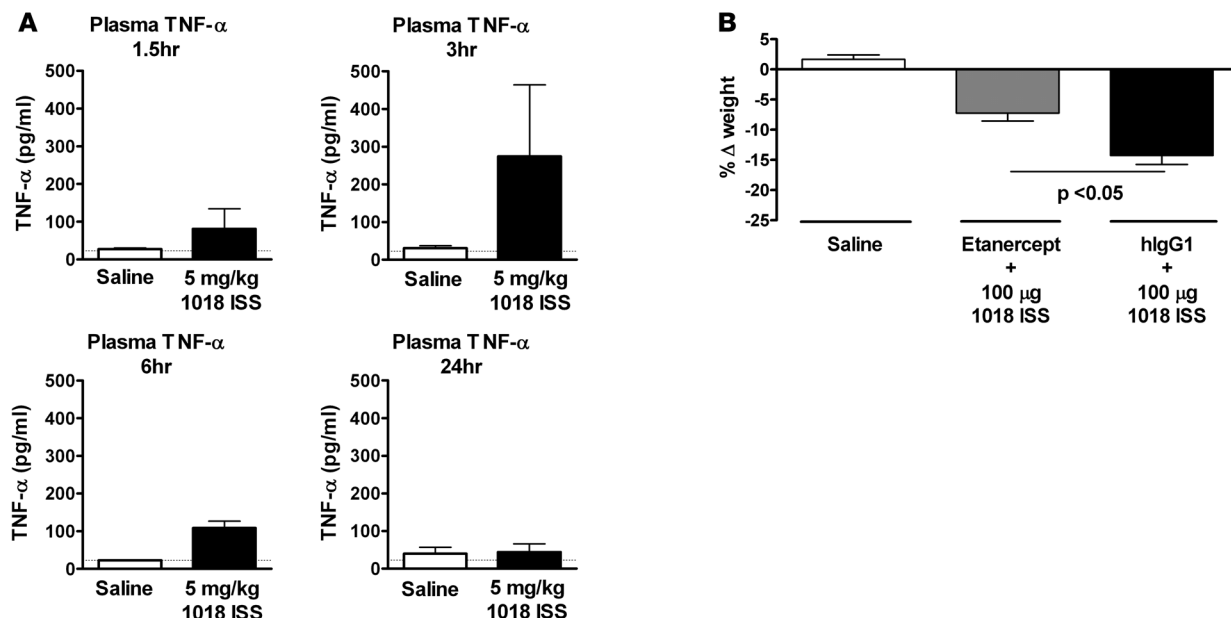 A
Plasma TNF-α
1.5hr
500
400
300
200
100
0
TNF-α (pg/ml)
Saline
5 mg/kg
1018 ISS
Plasma TNF-α
3hr
500
400
300
200
100
0
TNF-α (pg/ml)
Saline
5 mg/kg
1018 ISS
Plasma TNF-α
6hr
500
400
300
200
100
0
TNF-α (pg/ml)
Saline
5 mg/kg
1018 ISS
Plasma TNF-α
24hr
500
400
300
200
100
0
TNF-α (pg/ml)
Saline
5 mg/kg
1018 ISS
B
5
0
-5
-10
-15
-20
-25
% Δ weight
p <0.05
Saline
Etanercept
+
100 μg
1018 ISS
hIgG1
+
100 μg
1018 ISS